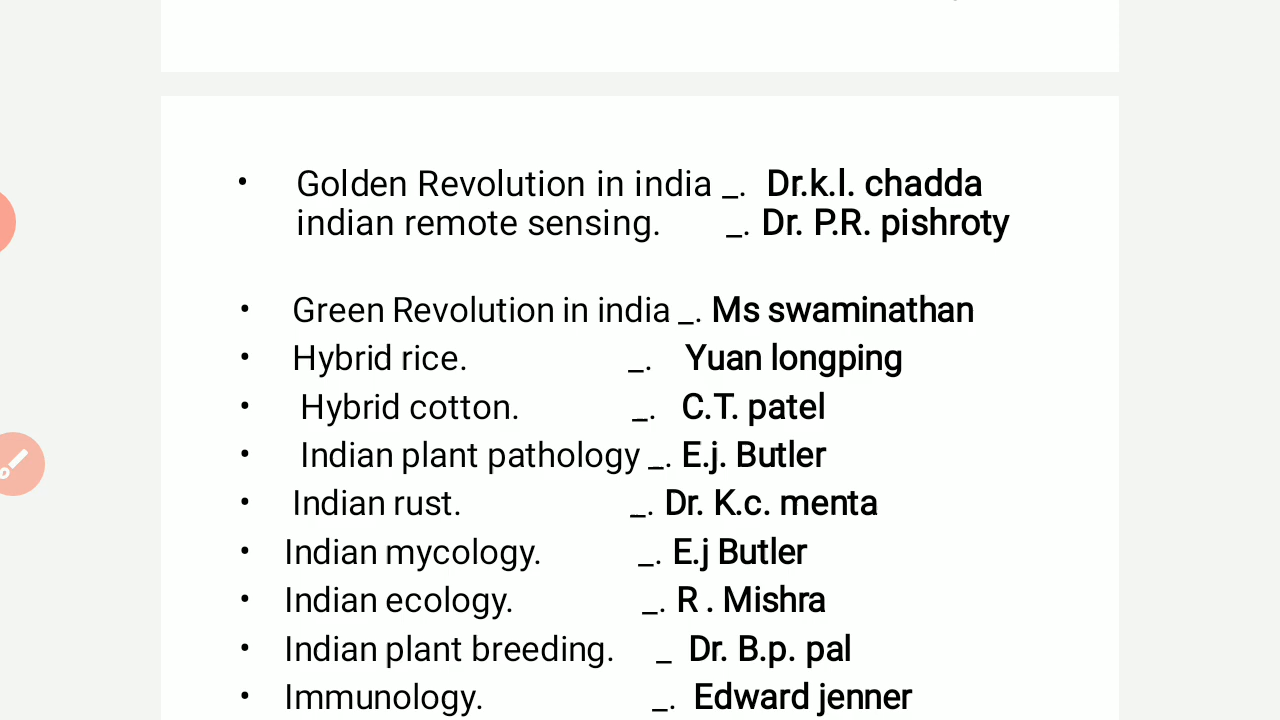 • Golden Revolution in india _. Dr.k.l. chadda
indian remote sensing. _. Dr. P.R. pishroty
• Green Revolution in india _. Ms swaminathan
• Hybrid rice. _. Yuan longping
• Hybrid cotton. _. C.T. patel
• Indian plant pathology _. E.j. Butler
• Indian rust. _. Dr. K.c. menta
• Indian mycology. _. E.j Butler
• Indian ecology. _. R . Mishra
• Indian plant breeding. _ Dr. B.p. pal
• Immunology. _. Edward jenner